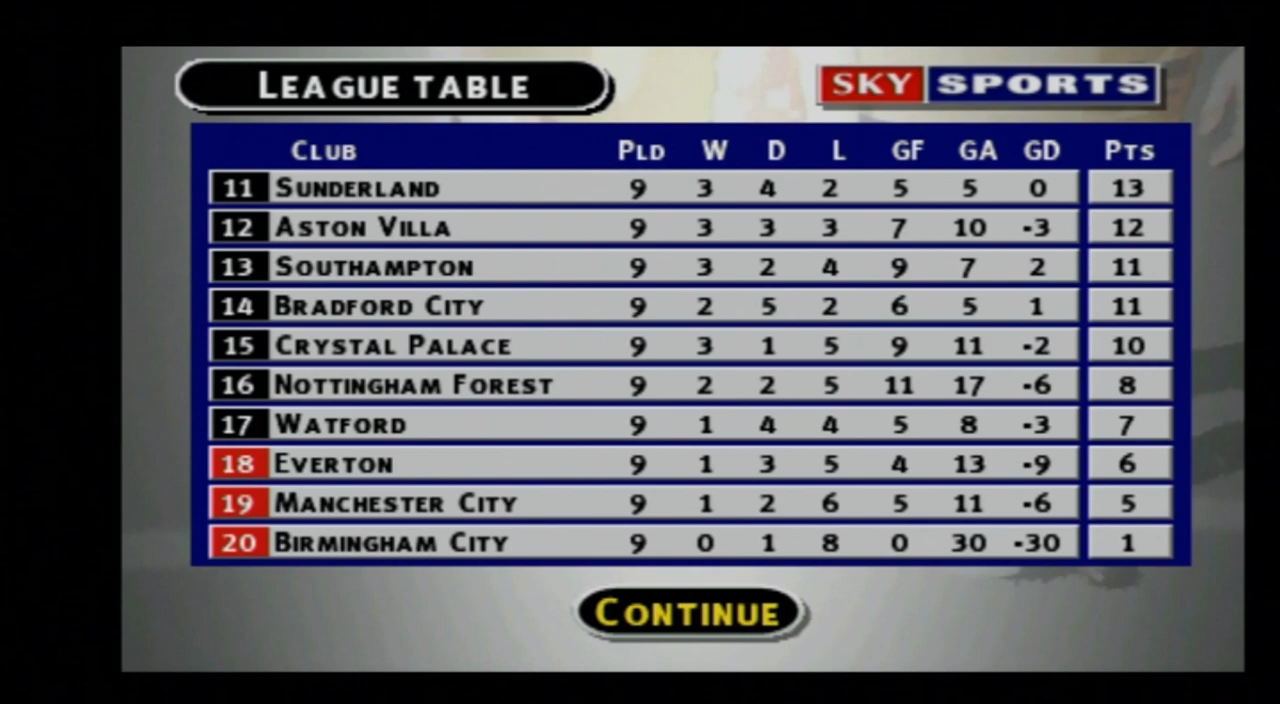 LEAGUE TABLE
SKY SPORTS
CLUB PLD W D L GF GA GD PTS
11 SUNDERLAND 9 3 4 2 5 5 0 13
12 ASTON VILLA 9 3 3 3 7 10 -3 12
13 SOUTHAMPTON 9 3 2 4 9 7 2 11
14 BRADFORD CITY 9 2 5 2 6 5 1 11
15 CRYSTAL PALACE 9 3 1 5 9 11 -2 10
16 NOTTINGHAM FOREST 9 2 2 5 11 17 -6 8
17 WATFORD 9 1 4 4 5 8 -3 7
18 EVERTON 9 1 3 5 4 13 -9 6
19 MANCHESTER CITY 9 1 2 6 5 11 -6 5
20 BIRMINGHAM CITY 9 0 1 8 0 30 -30 1
CONTINUE